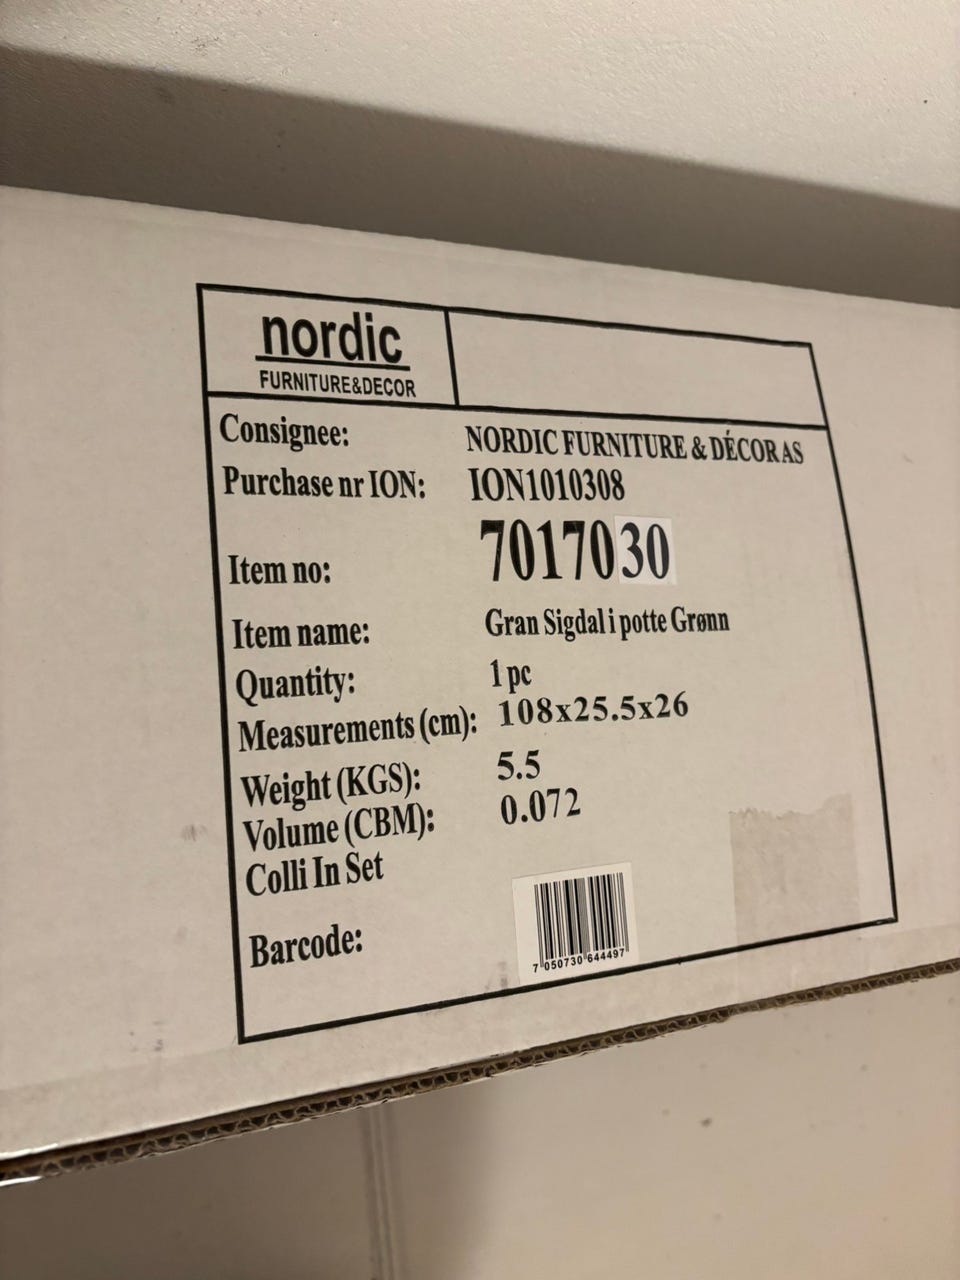 nordic
FURNITURE&DECOR
Consignee: NORDIC FURNITURE & DÉCOR AS
Purchase nr ION: ION1010308
Item no: 7017030
Item name: Gran Sigdal i potte Grønn
Quantity: 1 pc
Measurements (cm): 108x25.5x26
Weight (KGS): 5.5
Volume (CBM): 0.072
Colli In Set
Barcode:
7 050730 644497